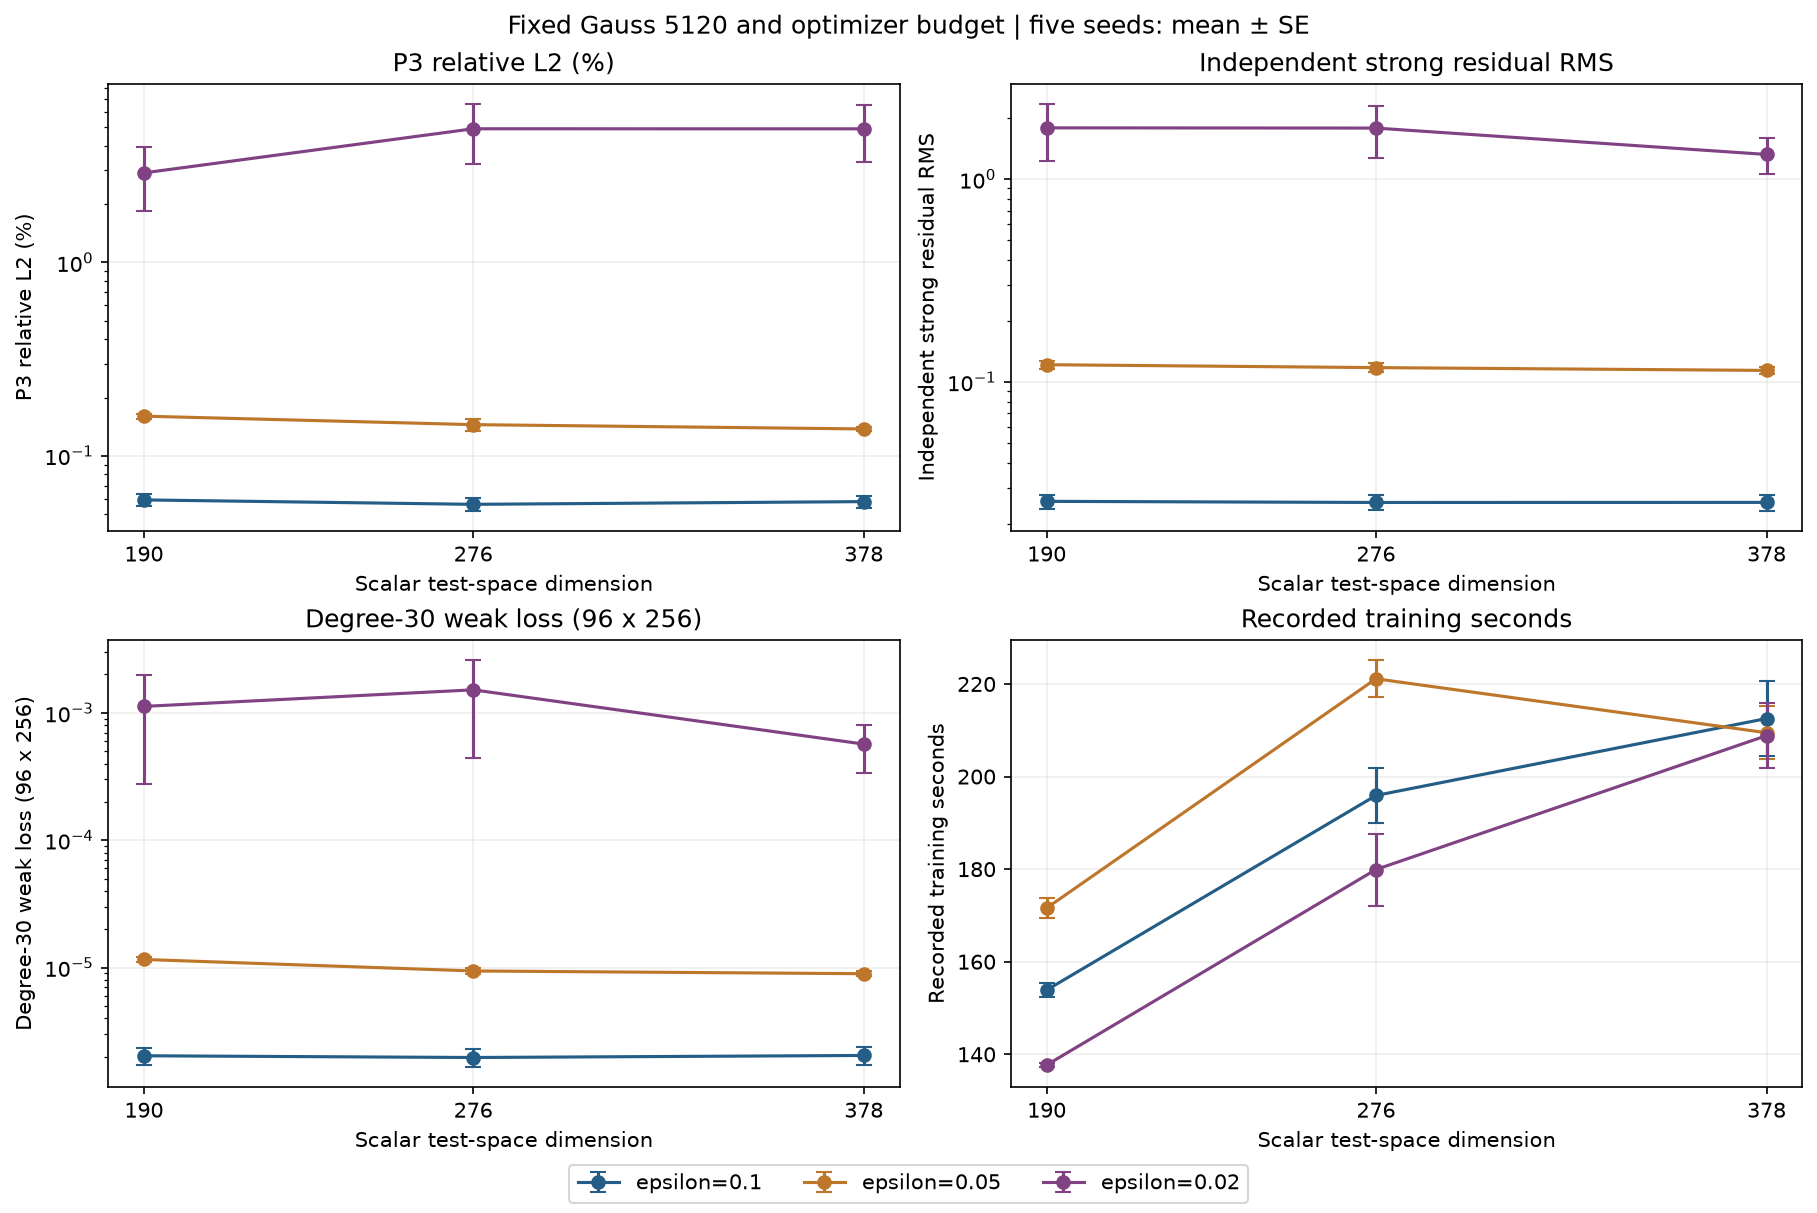 Fixed Gauss 5120 and optimizer budget | five seeds: mean ± SE
P3 relative L2 (%)
P3 relative L2 (%)
10⁰
10⁻¹
190
276
378
Scalar test-space dimension
Independent strong residual RMS
Independent strong residual RMS
10⁰
10⁻¹
190
276
378
Scalar test-space dimension
Degree-30 weak loss (96 x 256)
Degree-30 weak loss (96 x 256)
10⁻³
10⁻⁴
10⁻⁵
190
276
378
Scalar test-space dimension
Recorded training seconds
Recorded training seconds
220
200
180
160
140
190
276
378
Scalar test-space dimension
epsilon=0.1
epsilon=0.05
epsilon=0.02